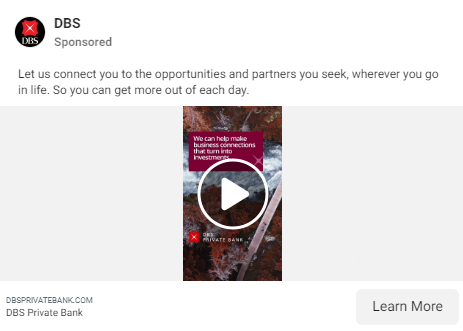 DBS
DBS
Sponsored
Let us connect you to the opportunities and partners you seek, wherever you go
in life. So you can get more out of each day.
We can help make
business connections
that turn into
investments
DBS
PRIVATE BANK
DBSPRIVATEBANK.COM
DBS Private Bank
Learn More